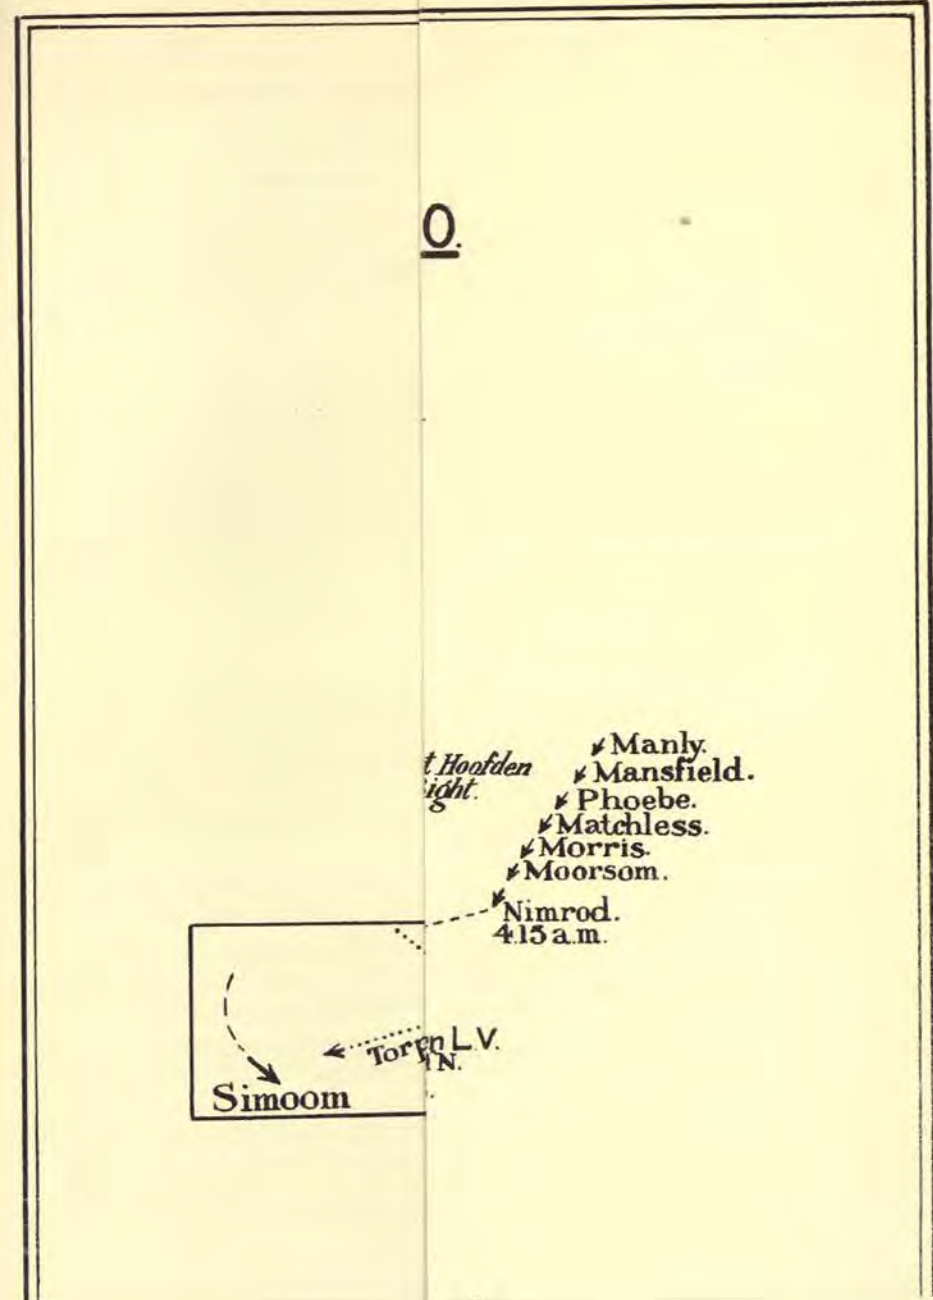 O.
Manly.
Mansfield.
t Hoofden
ight.
Phoebe.
Matchless.
Morris.
Moorsom.
Nimrod.
4.15 a.m.
L.V.
N.
Simoom